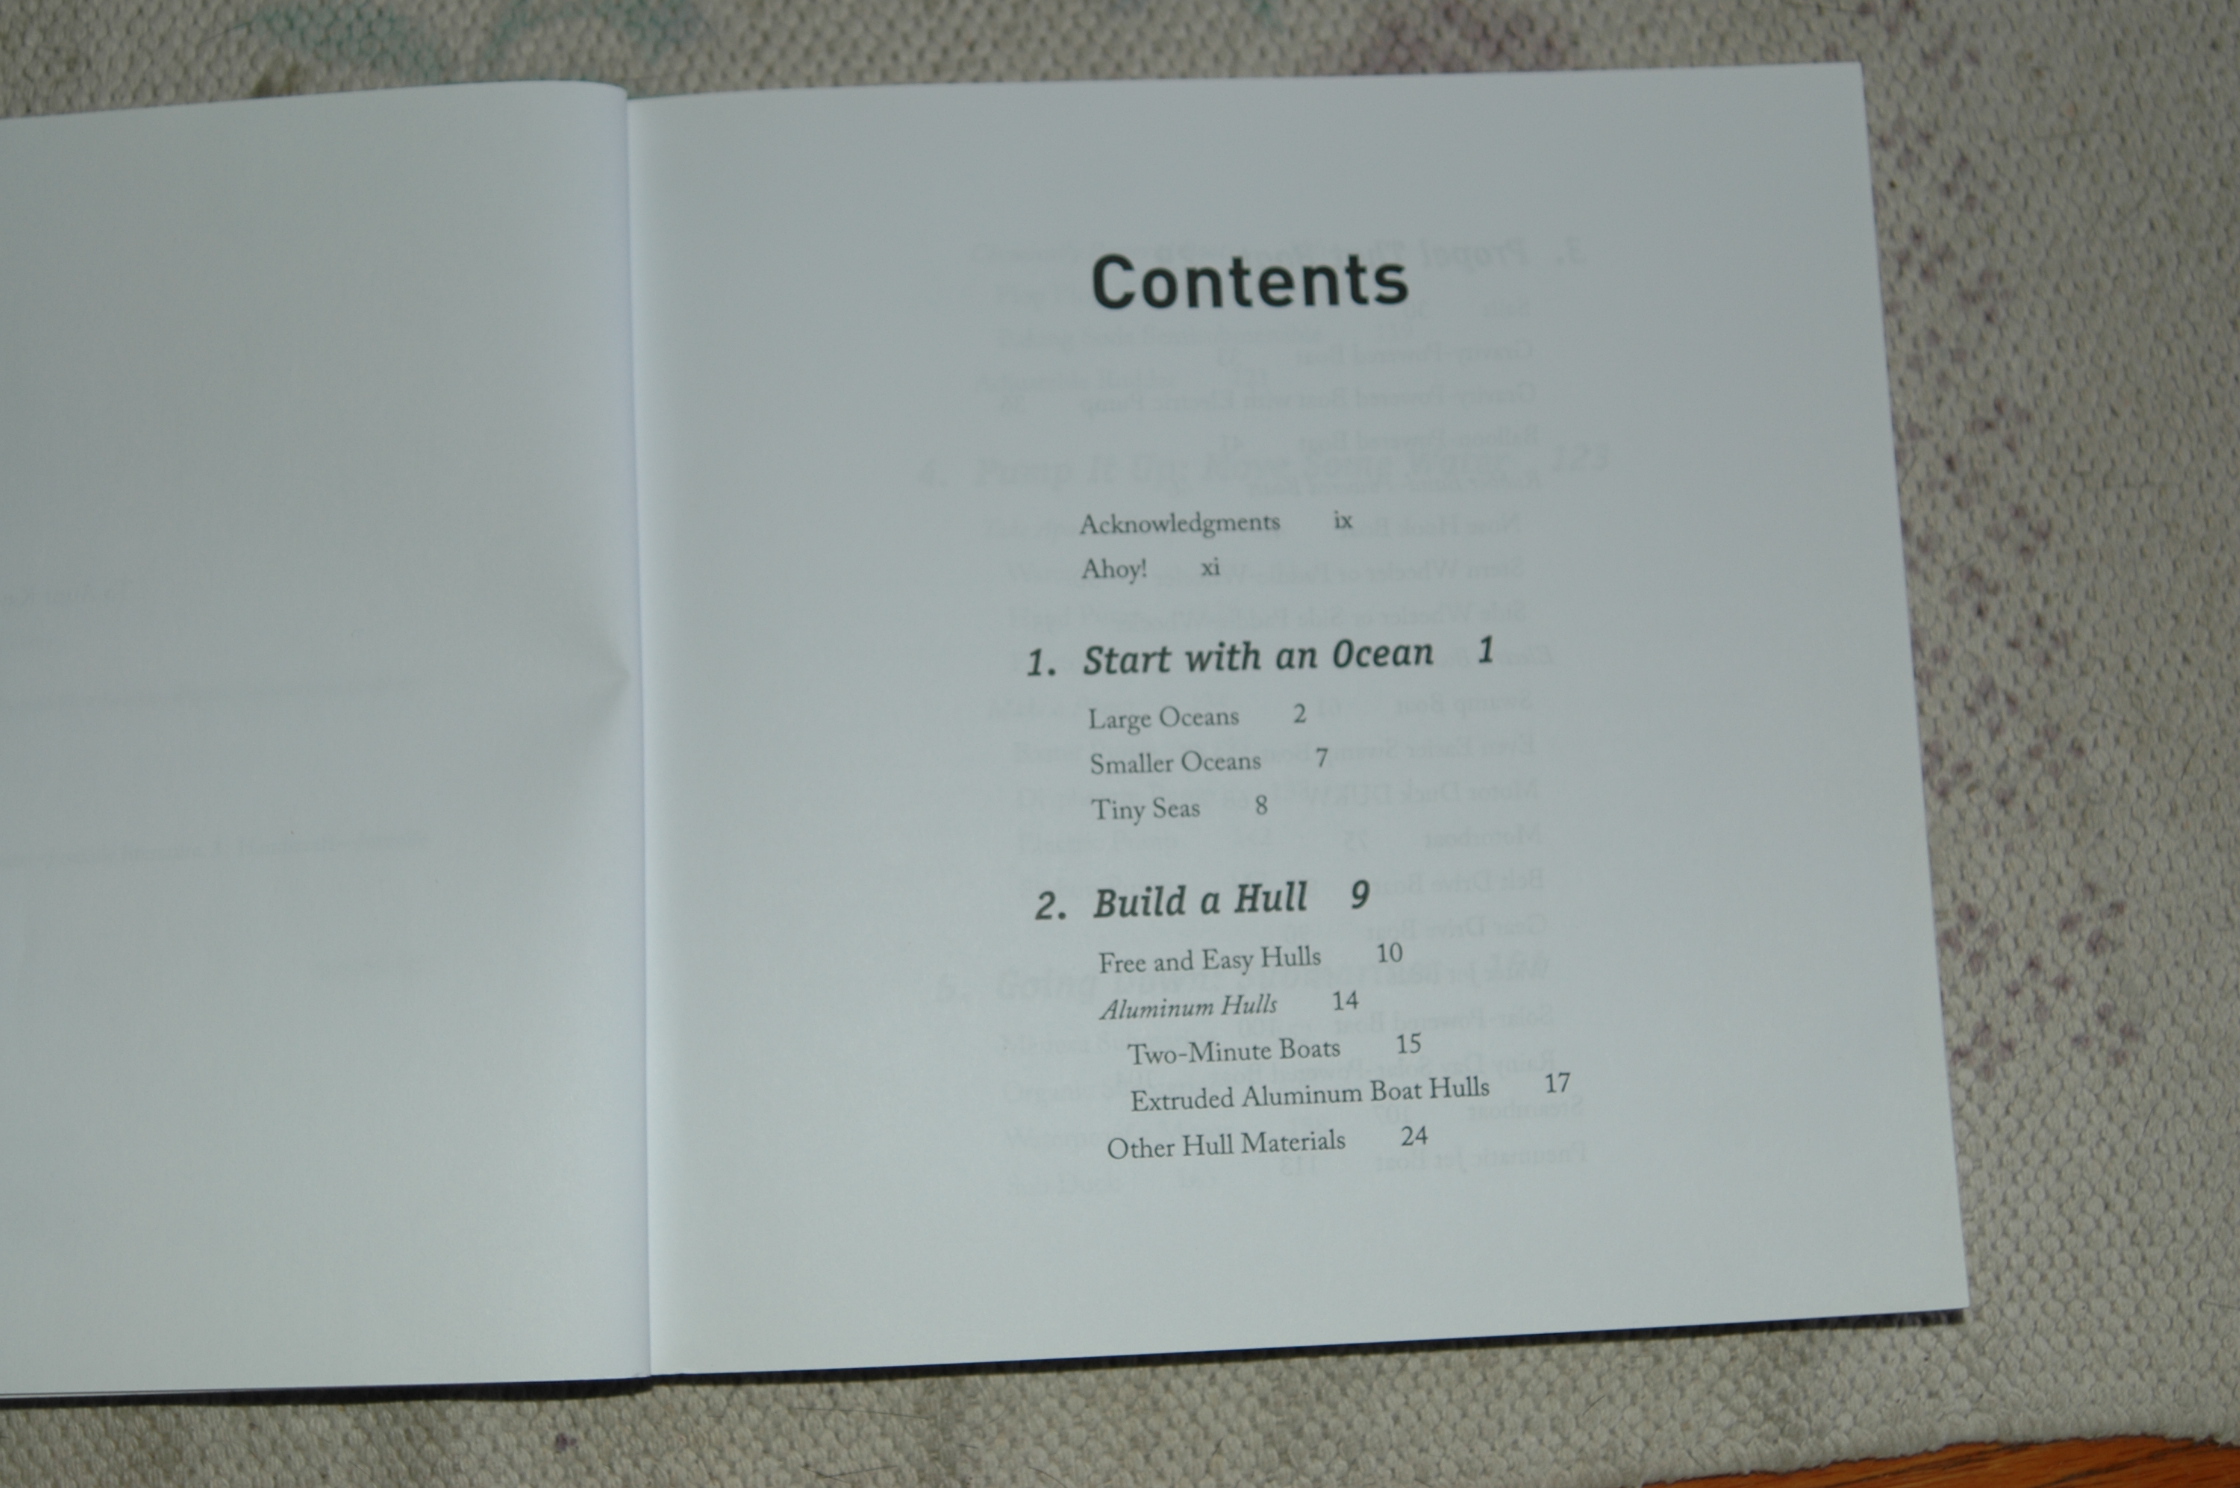 Contents
Acknowledgments ix
Ahoy! xi
1. Start with an Ocean 1
Large Oceans 2
Smaller Oceans 7
Tiny Seas 8
2. Build a Hull 9
Free and Easy Hulls 10
Aluminum Hulls 14
Two-Minute Boats 15
Extruded Aluminum Boat Hulls 17
Other Hull Materials 24